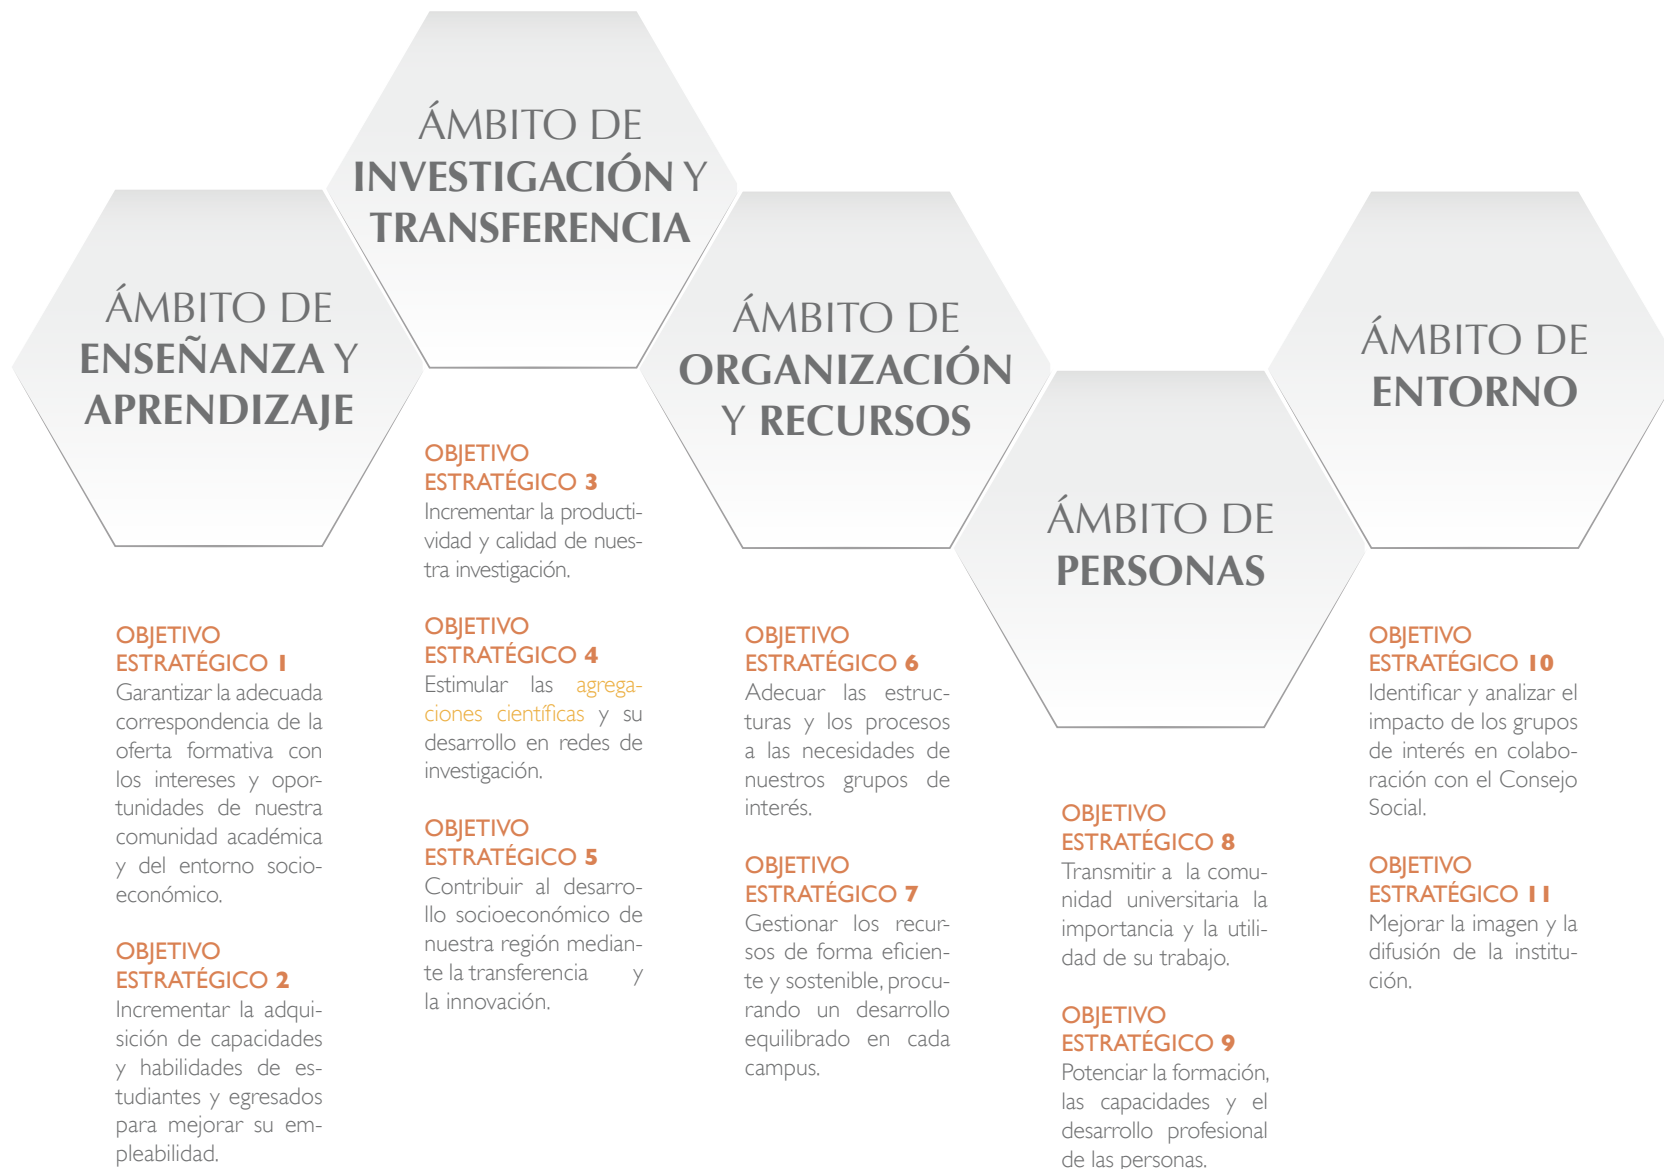 ÁMBITO DE
ENSEÑANZA Y
APRENDIZAJE
OBJETIVO
ESTRATÉGICO 1
Garantizar la adecuada
correspondencia de la
oferta formativa con
los intereses y opor-
tunidades de nuestra
comunidad académica
y del entorno socio-
económico.
OBJETIVO
ESTRATÉGICO 2
Incrementar la adqui-
sición de capacidades
y habilidades de es-
tudiantes y egresados
para mejorar su em-
pleabilidad.
ÁMBITO DE
INVESTIGACIÓN Y
TRANSFERENCIA
OBJETIVO
ESTRATÉGICO 3
Incrementar la producti-
vidad y calidad de nues-
tra investigación.
OBJETIVO
ESTRATÉGICO 4
Estimular las agrega-
ciones científicas y su
desarrollo en redes de
investigación.
OBJETIVO
ESTRATÉGICO 5
Contribuir al desarro-
llo socioeconómico de
nuestra región median-
te la transferencia y
la innovación.
ÁMBITO DE
ORGANIZACIÓN
Y RECURSOS
OBJETIVO
ESTRATÉGICO 6
Adecuar las estruc-
turas y los procesos
a las necesidades de
nuestros grupos de
interés.
OBJETIVO
ESTRATÉGICO 7
Gestionar los recur-
sos de forma eficien-
te y sostenible, procu-
rando un desarrollo
equilibrado en cada
campus.
ÁMBITO DE
PERSONAS
OBJETIVO
ESTRATÉGICO 8
Transmitir a la comu-
nidad universitaria la
importancia y la utili-
dad de su trabajo.
OBJETIVO
ESTRATÉGICO 9
Potenciar la formación,
las capacidades y el
desarrollo profesional
de las personas.
ÁMBITO DE
ENTORNO
OBJETIVO
ESTRATÉGICO 10
Identificar y analizar el
impacto de los grupos
de interés en colabo-
ración con el Consejo
Social.
OBJETIVO
ESTRATÉGICO 11
Mejorar la imagen y la
difusión de la institu-
ción.